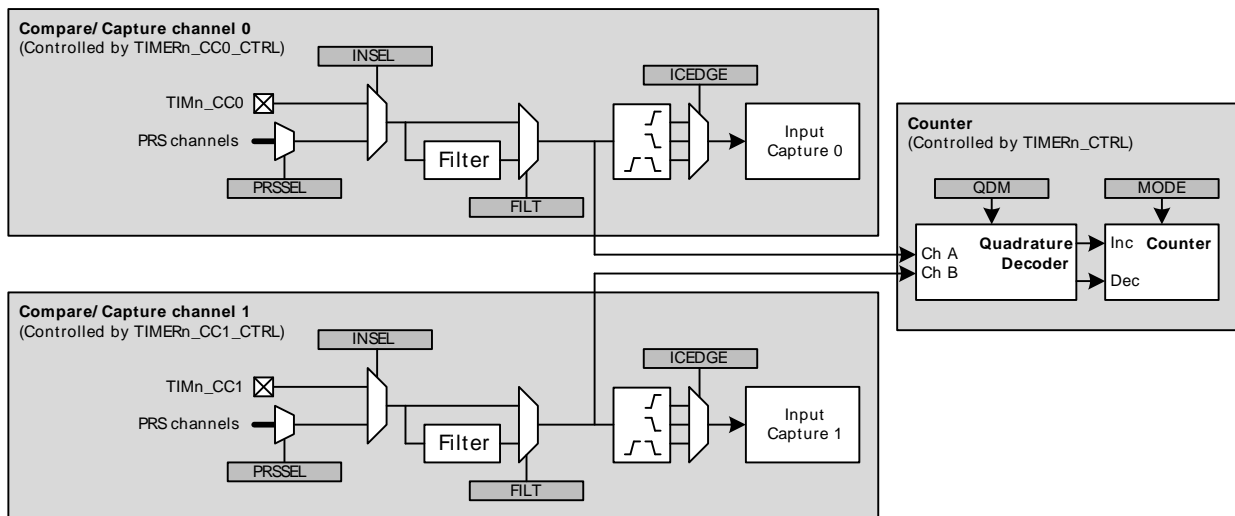 Compare/ Capture channel 0
(Controlled by TIMERn_CC0_CTRL)
INSEL
ICEDGE
TIMn_CC0
PRS channels
Filter
Input
Capture 0
PRSSEL
FILT
Counter
(Controlled by TIMERn_CTRL)
QDM
MODE
Ch A
Ch B
Quadrature
Decoder
Inc
Dec
Counter
Compare/ Capture channel 1
(Controlled by TIMERn_CC1_CTRL)
INSEL
ICEDGE
TIMn_CC1
PRS channels
Filter
Input
Capture 1
PRSSEL
FILT